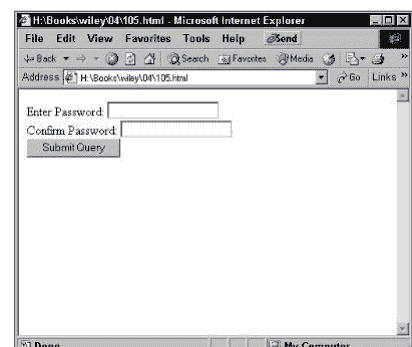 H:\Books\wiley\04\105.html - Microsoft Internet Explorer
File Edit View Favorites Tools Help Send
Back Search Favorites Media »
Address H:\Books\wiley\04\105.html Go Links »
Enter Password:
Confirm Password:
Submit Query
Done My Computer